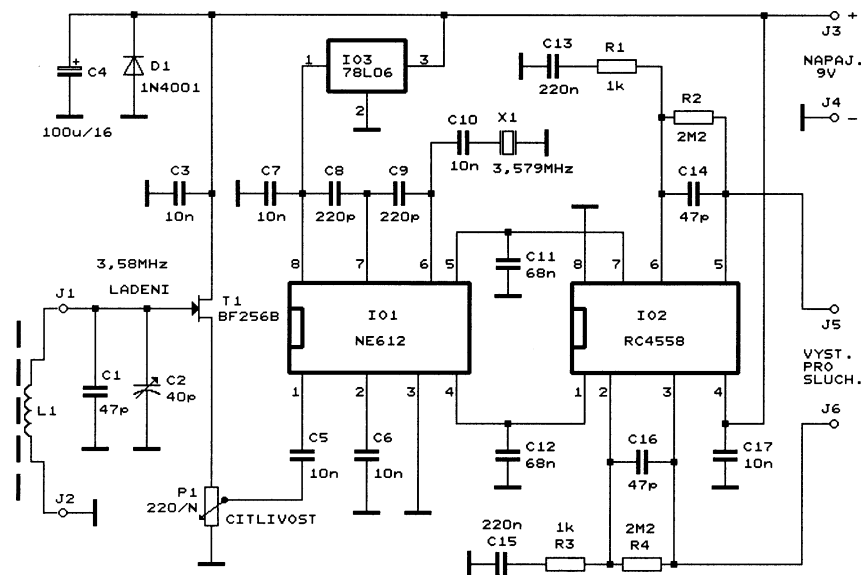 J3
+
NAPAJ.
9V
J4
-
C4
100u/16
D1
1N4001
1
IO3
78L06
3
2
C13
220n
R1
1k
R2
2M2
C10
10n
X1
3,579MHz
C14
47p
C3
10n
C7
10n
C8
220p
C9
220p
3,58MHz
LADENI
J1
T1
BF256B
8
7
6
5
C11
68n
8
7
6
5
IO1
NE612
IO2
RC4558
J5
VYST.
PRO
SLUCH.
J6
L1
C1
47p
C2
40p
1
2
3
4
1
2
3
4
C5
10n
C6
10n
C12
68n
C16
47p
C17
10n
J2
P1
220/N
CITLIVOST
220n
C15
1k
R3
2M2
R4